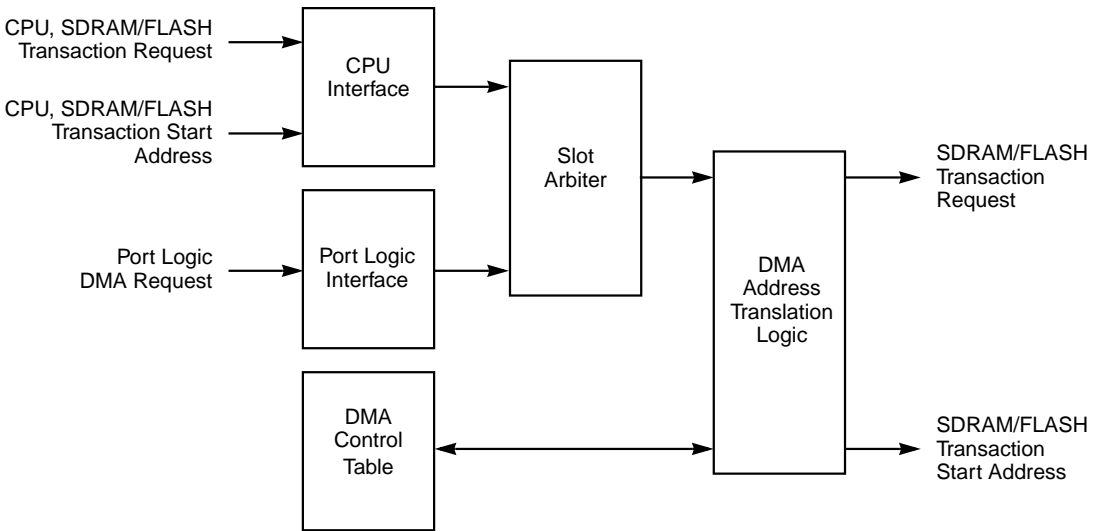 CPU, SDRAM/FLASH
Transaction Request
CPU, SDRAM/FLASH
Transaction Start
Address
Port Logic
DMA Request
CPU
Interface
Port Logic
Interface
DMA
Control
Table
Slot
Arbiter
DMA
Address
Translation
Logic
SDRAM/FLASH
Transaction
Request
SDRAM/FLASH
Transaction
Start Address